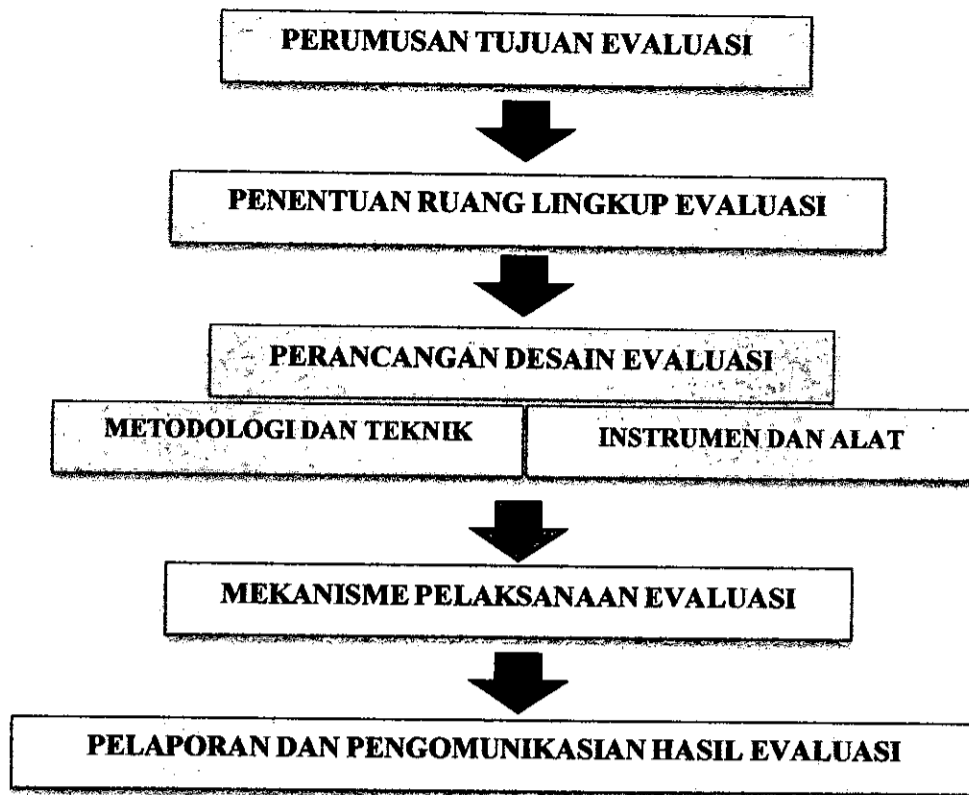 PERUMUSAN TUJUAN EVALUASI
PENENTUAN RUANG LINGKUP EVALUASI
PERANCANGAN DESAIN EVALUASI
METODOLOGI DAN TEKNIK
INSTRUMEN DAN ALAT
MEKANISME PELAKSANAAN EVALUASI
PELAPORAN DAN PENGOMUNIKASIAN HASIL EVALUASI